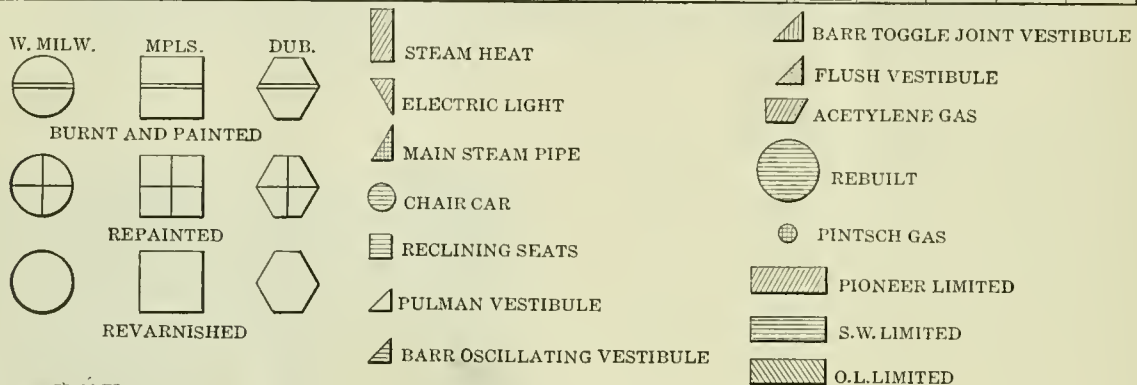 W. MILW. MPLS. DUB.
BURNT AND PAINTED
REPAINTED
REVARNISHED
STEAM HEAT
ELECTRIC LIGHT
MAIN STEAM PIPE
CHAIR CAR
RECLINING SEATS
PULMAN VESTIBULE
BARR OSCILLATING VESTIBULE
BARR TOGGLE JOINT VESTIBULE
FLUSH VESTIBULE
ACETYLENE GAS
REBUILT
PINTSCH GAS
PIONEER LIMITED
S.W. LIMITED
O.L. LIMITED